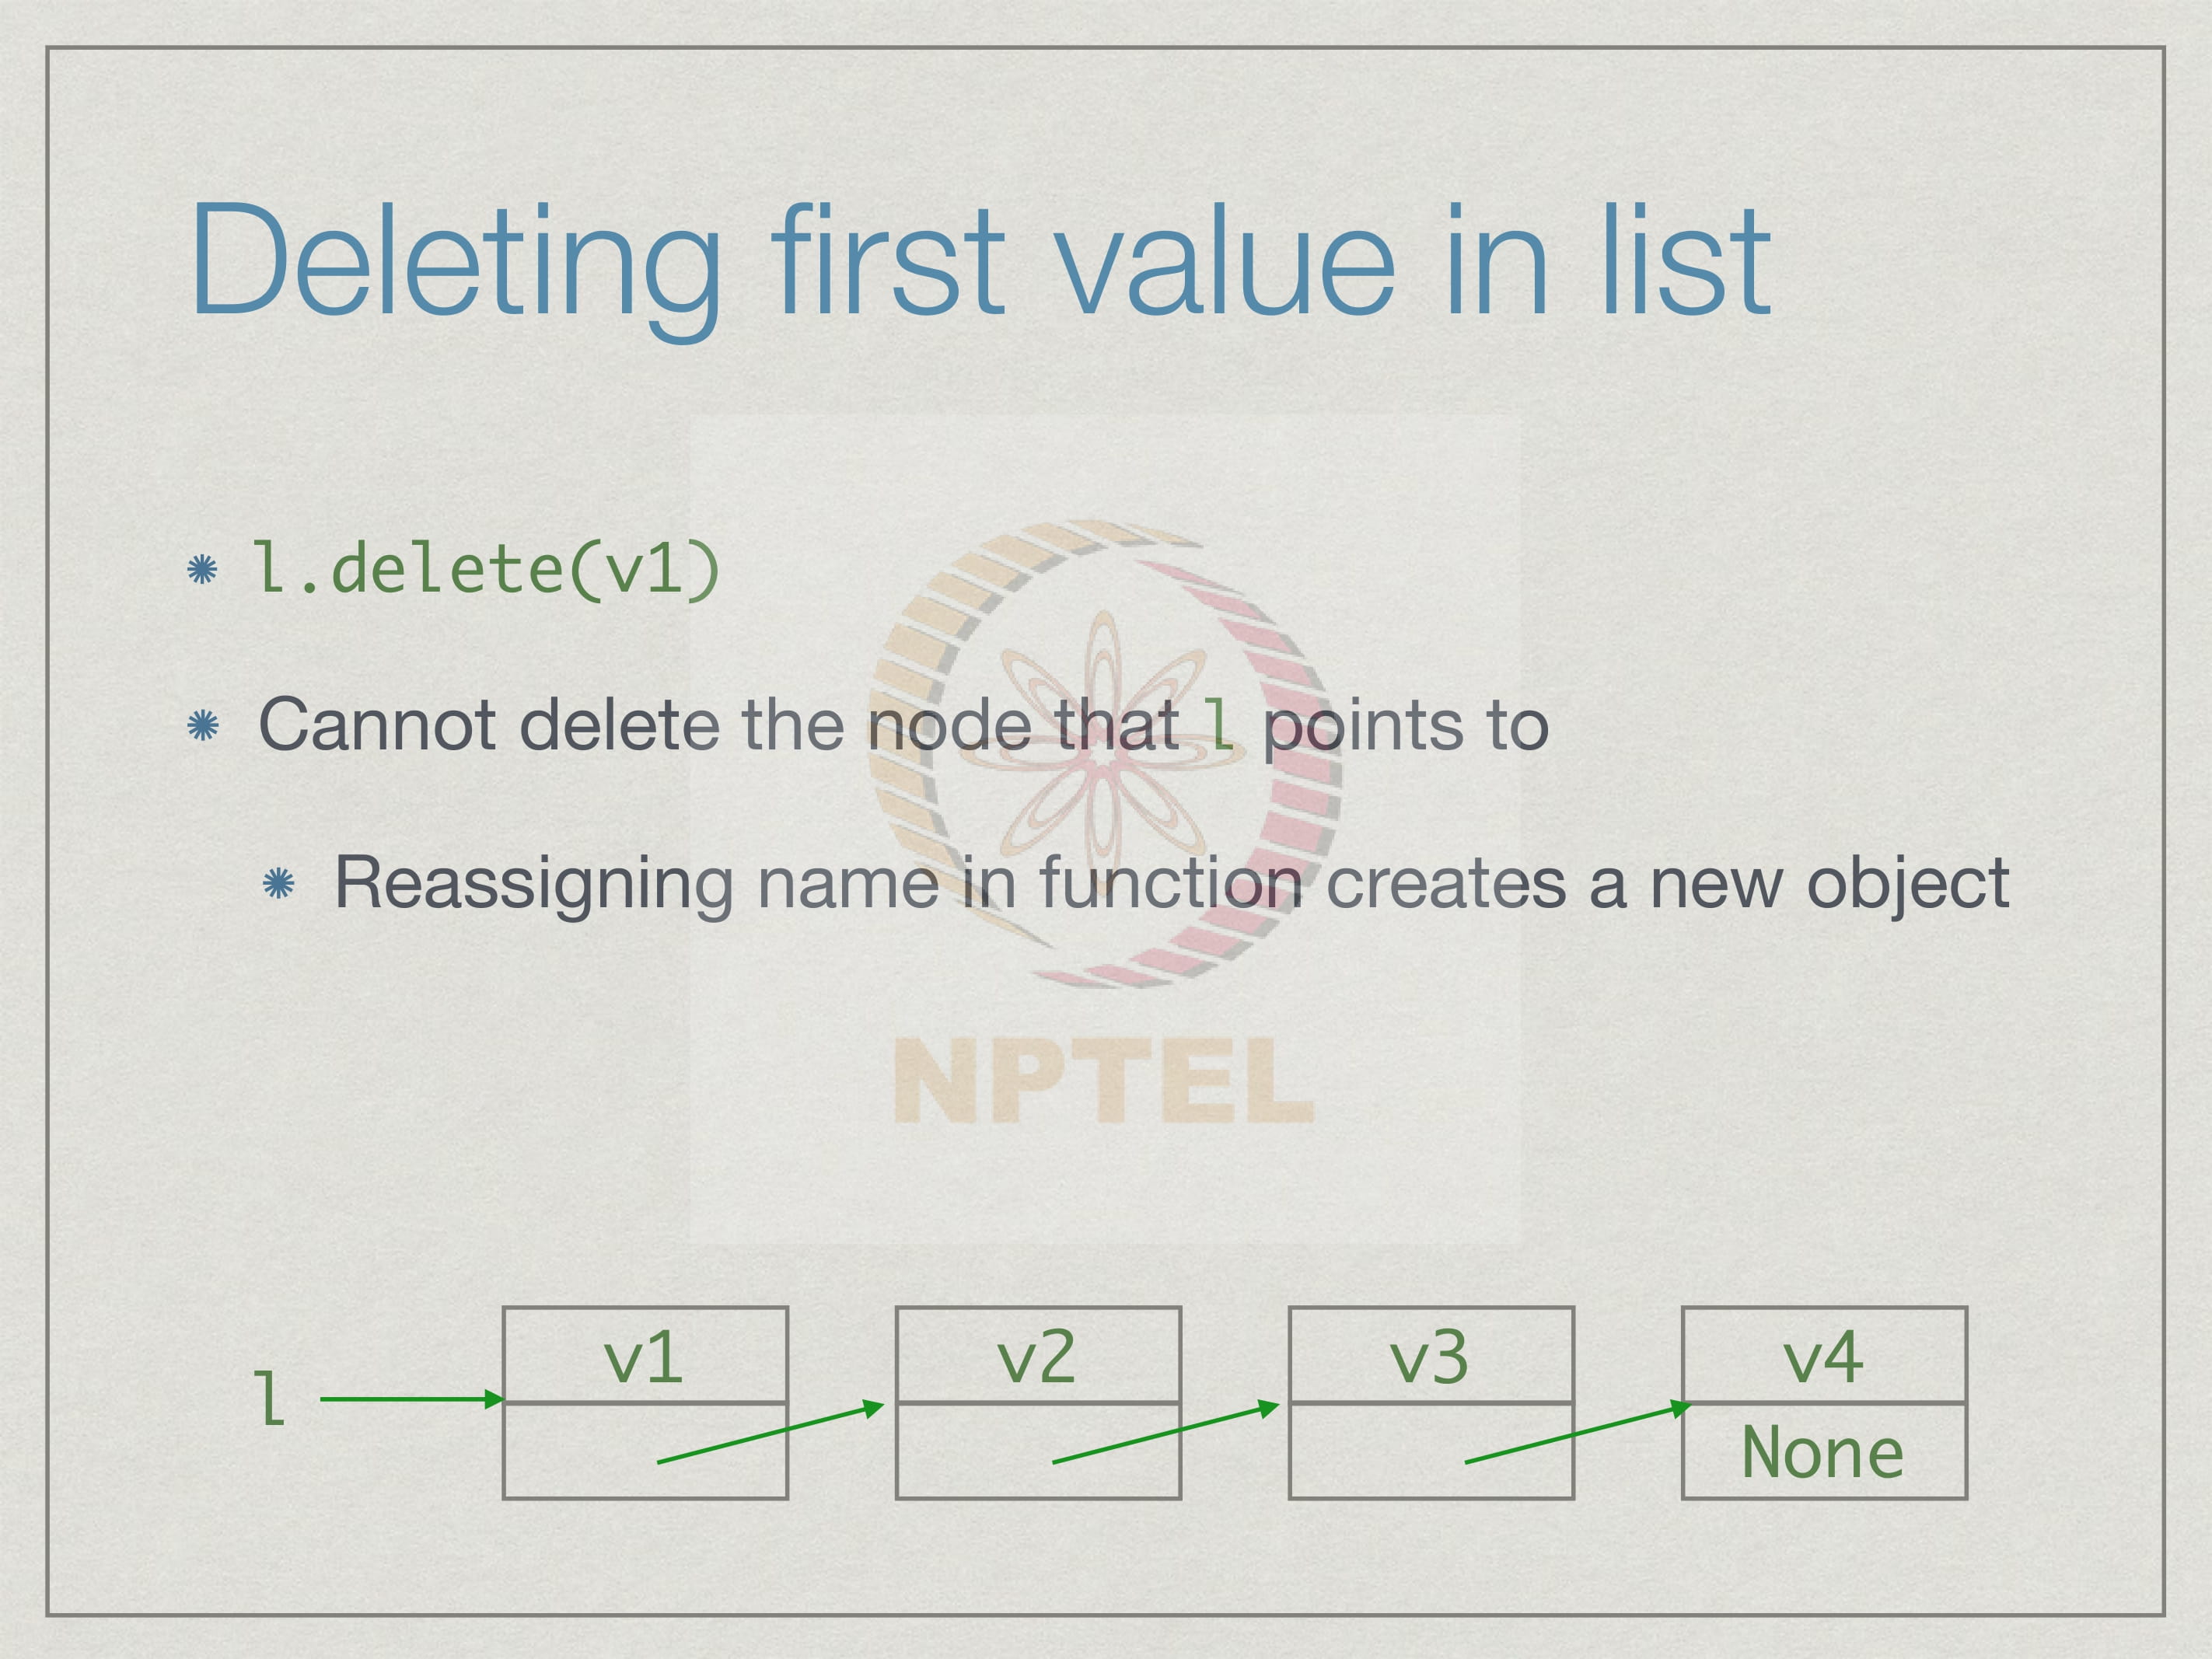 Deleting first value in list
l.delete(v1)
Cannot delete the node that l points to
Reassigning name in function creates a new object
NPTEL
l
v1
v2
v3
v4
None